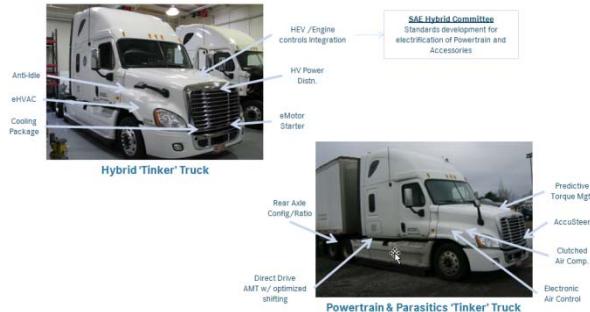 HEV /Engine
controls Integration
SAE Hybrid Committee
Standards development for
electrification of Powertrain and
Accessories
Anti-Idle
HV Power
Distn.
eHVAC
Cooling
Package
eMotor
Starter
Hybrid 'Tinker' Truck
Predictive
Torque Mgt
Rear Axle
Config/Ratio
AccuSteer
Clutched
Air Comp.
Direct Drive
AMT w/ optimized
shifting
Electronic
Air Control
Powertrain & Parasitics 'Tinker' Truck